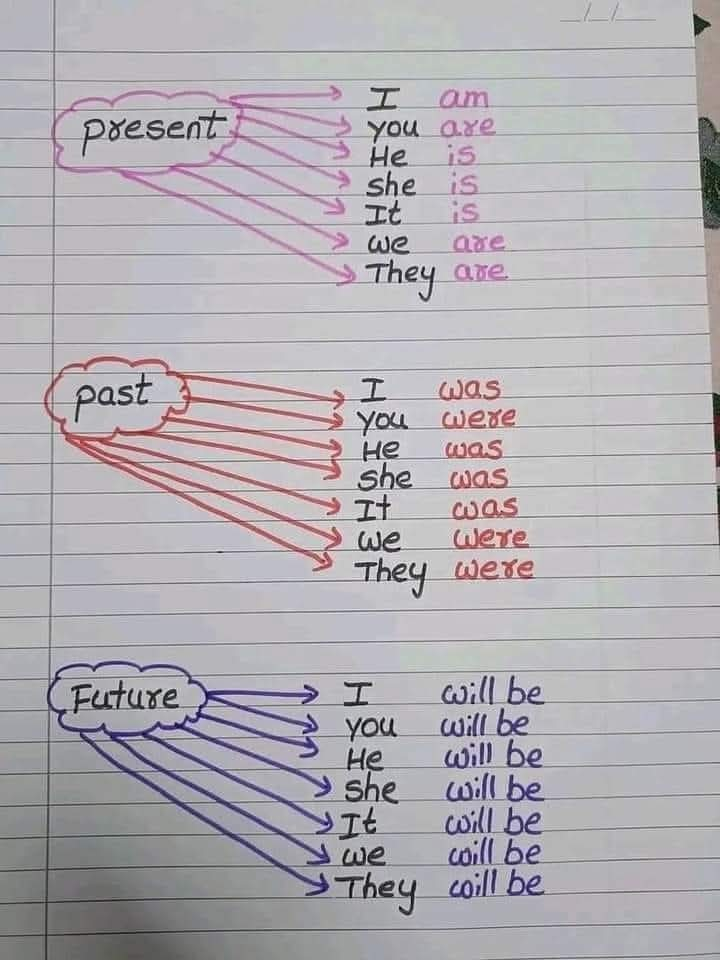 present
I am
you are
He is
she is
It is
we are
They are
past
I was
you were
He was
she was
It was
we were
They were
Future
I will be
you will be
He will be
she will be
It will be
we will be
They will be